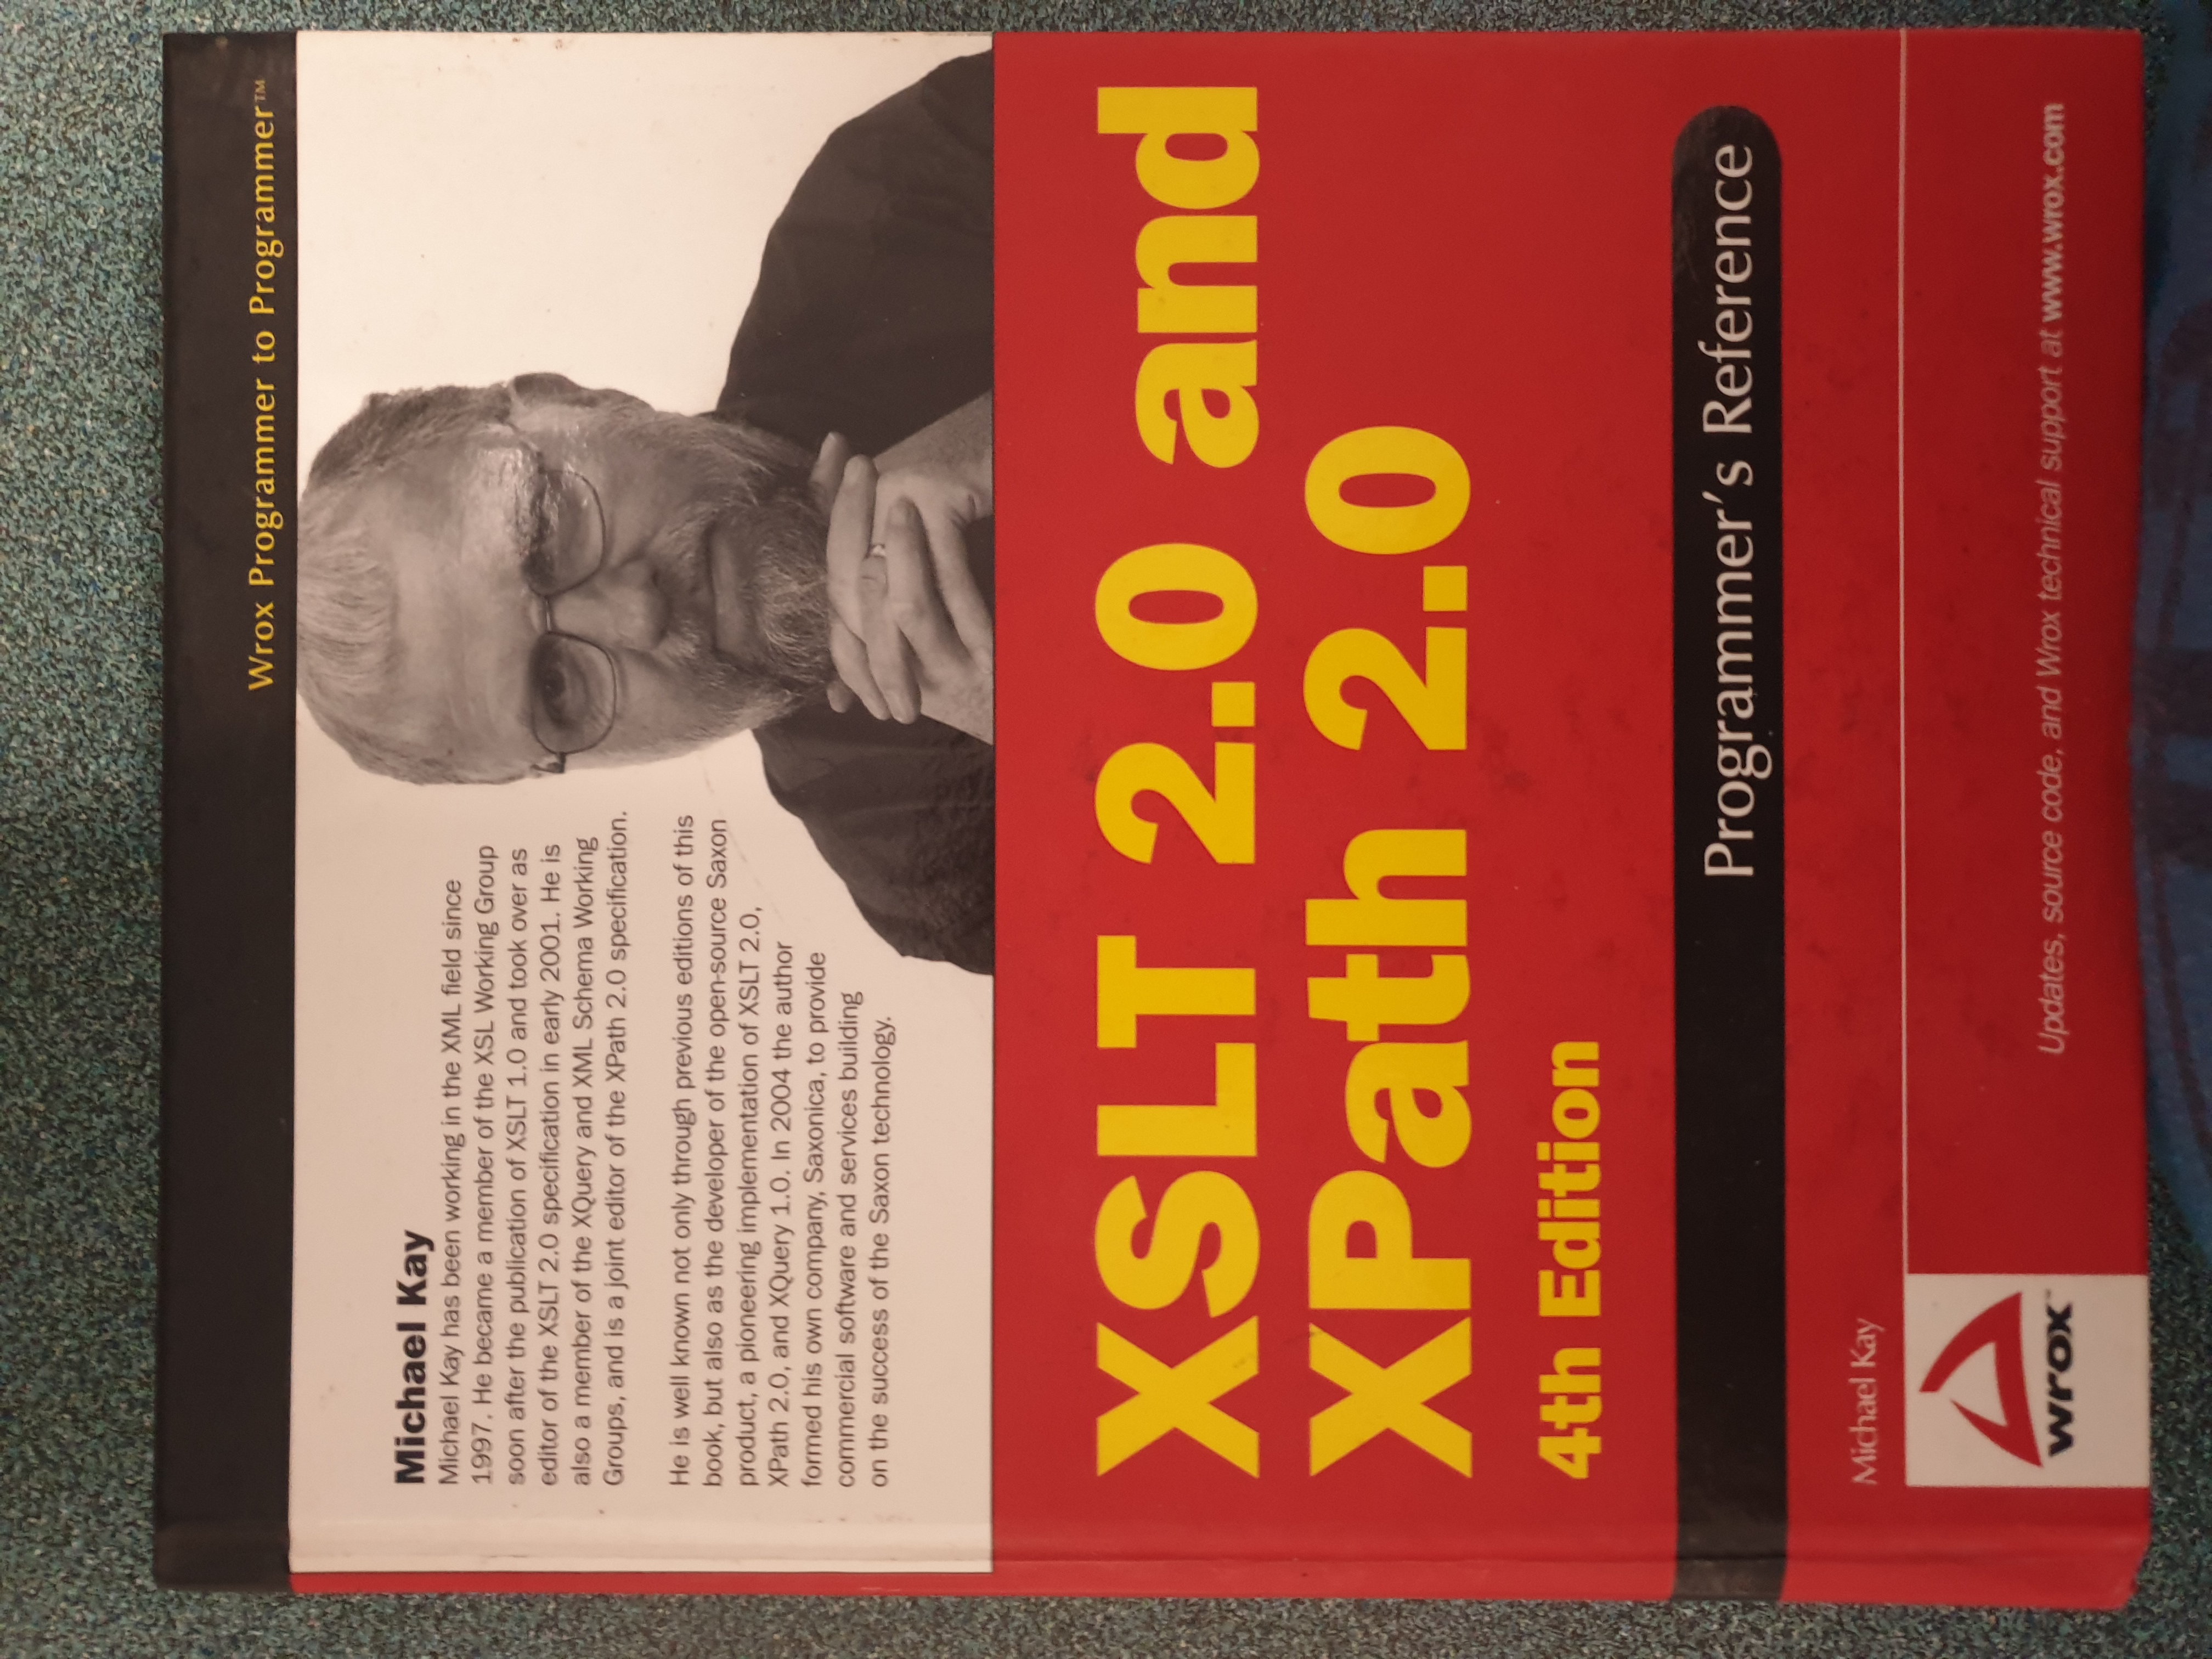 Wrox Programmer to Programmer™
Michael Kay
Michael Kay has been working in the XML field since
1997. He became a member of the XSL Working Group
soon after the publication of XSLT 1.0 and took over as
editor of the XSLT 2.0 specification in early 2001. He is
also a member of the XQuery and XML Schema Working
Groups, and is a joint editor of the XPath 2.0 specification.
He is well known not only through previous editions of this
book, but also as the developer of the open-source Saxon
product, a pioneering implementation of XSLT 2.0,
XPath 2.0, and XQuery 1.0. In 2004 the author
formed his own company, Saxonica, to provide
commercial software and services building
on the success of the Saxon technology.
XSLT 2.0 and
XPath 2.0
4th Edition
Programmer's Reference
Michael Kay
wrox™
Updates, source code, and Wrox technical support at www.wrox.com